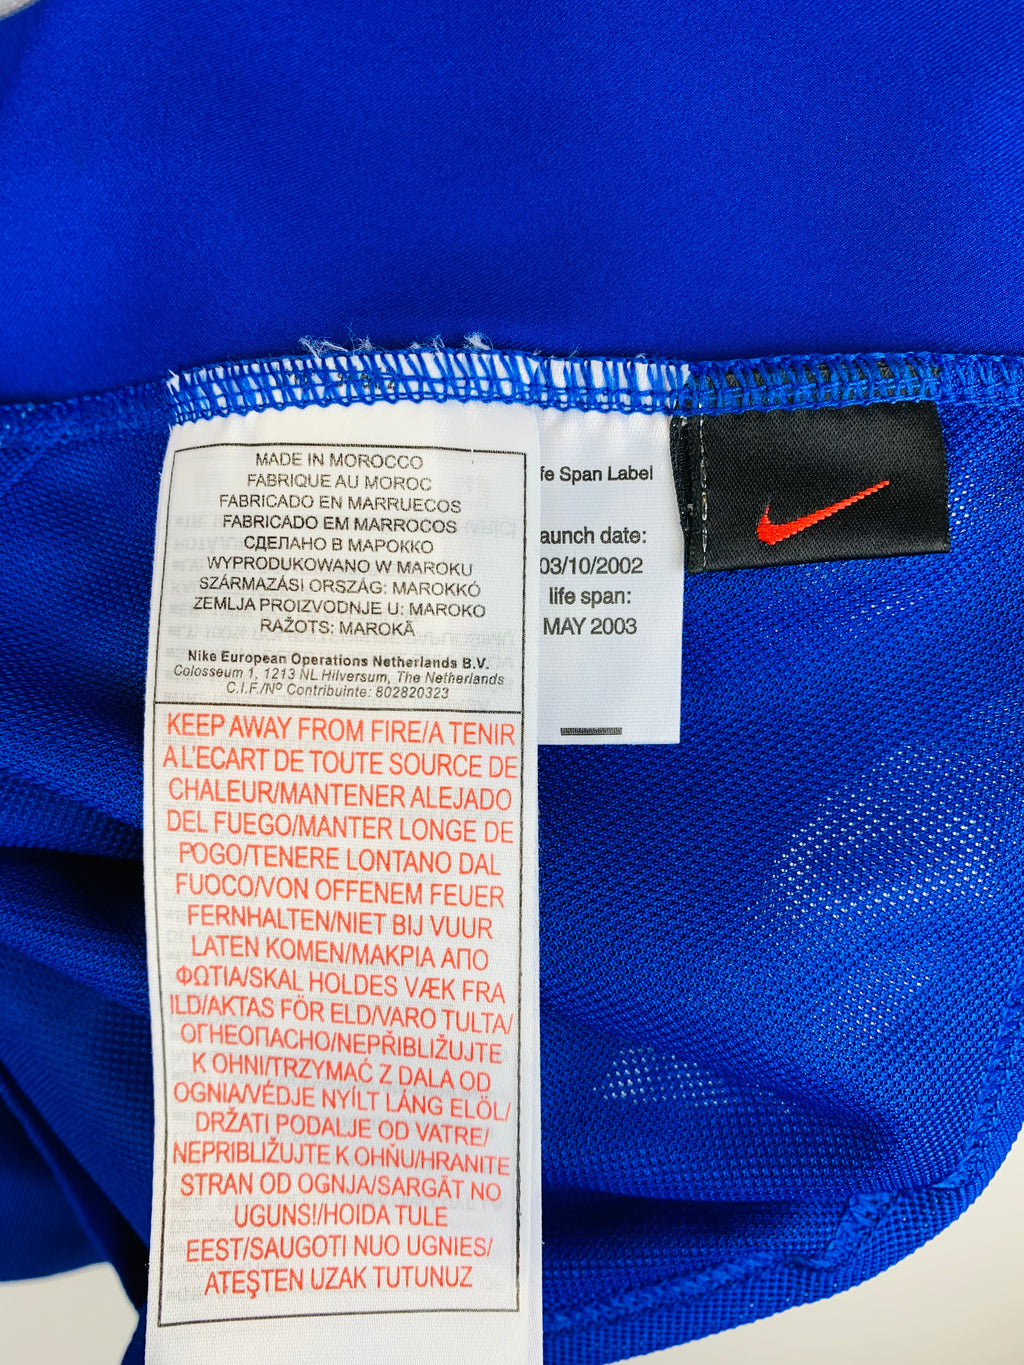 MADE IN MOROCCO
FABRIQUE AU MOROC
FABRICADO EN MARRUECOS
FABRICADO EM MARROCOS
СДЕЛАНО В МАРОККО
WYPRODUKOWANO W MAROKU
SZÁRMAZÁSI ORSZÁG: MAROKKÓ
ZEMLJA PROIZVODNJE U: MAROKO
RAŽOTS: MAROKĀ
Nike European Operations Netherlands B.V.
Colosseum 1, 1213 NL Hilversum, The Netherlands
C.I.F./Nº Contribuinte: 802820323
KEEP AWAY FROM FIRE/A TENIR
A L'ECART DE TOUTE SOURCE DE
CHALEUR/MANTENER ALEJADO
DEL FUEGO/MANTER LONGE DE
POGO/TENERE LONTANO DAL
FUOCO/VON OFFENEM FEUER
FERNHALTEN/NIET BIJ VUUR
LATEN KOMEN/ΜΑΚΡΙΑ ΑΠΟ
ΦΩΤΙΑ/SKAL HOLDES VÆK FRA
ILD/AKTAS FÖR ELD/VARO TULTA/
ОГНЕОПАСНО/NEPŘIBLIŽUJTE
K OHNI/TRZYMAĆ Z DALA OD
OGNIA/VÉDJE NYÍLT LÁNG ELÖL/
DRŽATI PODALJE OD VATRE/
NEPRIBLIŽUJTE K OHŇU/HRANITE
STRAN OD OGNJA/SARGĀT NO
UGUNS!/HOIDA TULE
EEST/SAUGOTI NUO UGNIES/
ATEŞTEN UZAK TUTUNUZ
fe Span Label
aunch date:
03/10/2002
life span:
MAY 2003